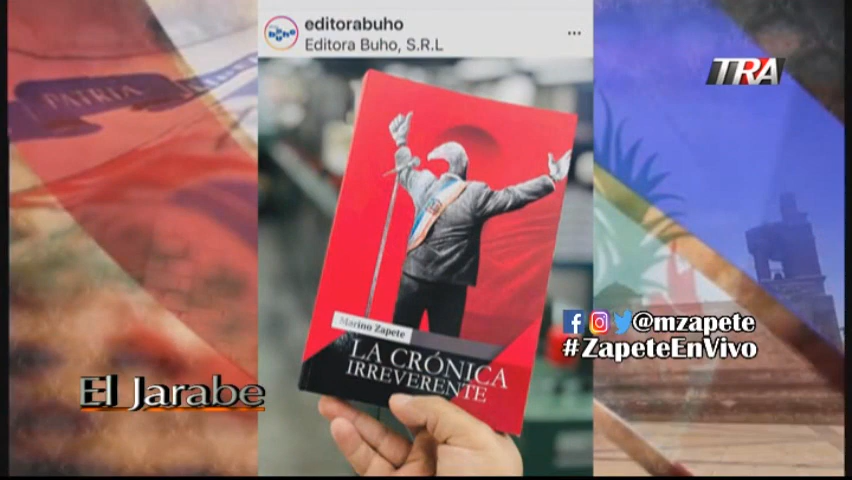 editorabuho
Editora Buho, S.R.L
TRA
PATRIA
Marino Zapete
LA CRÓNICA
IRREVERENTE
@mzapete
#ZapeteEnVivo
El Jarabe